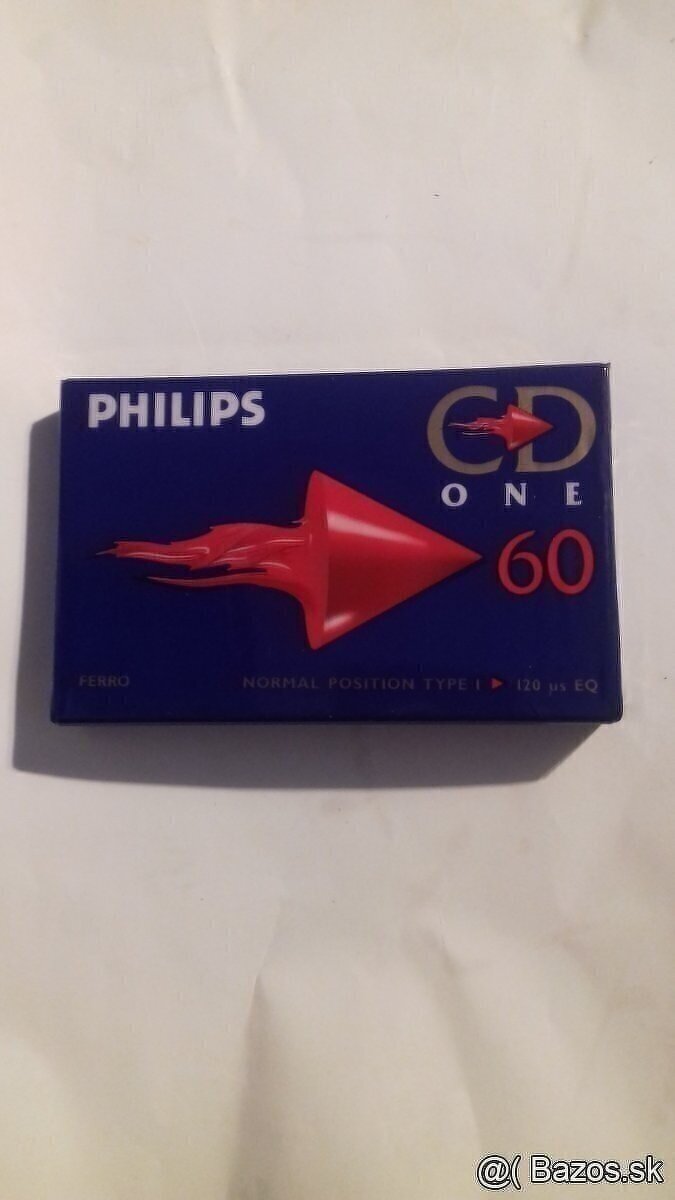 PHILIPS
CD
ONE
60
FERRO
NORMAL POSITION TYPE I ▶ 120 µs EQ
@( Bazos.sk